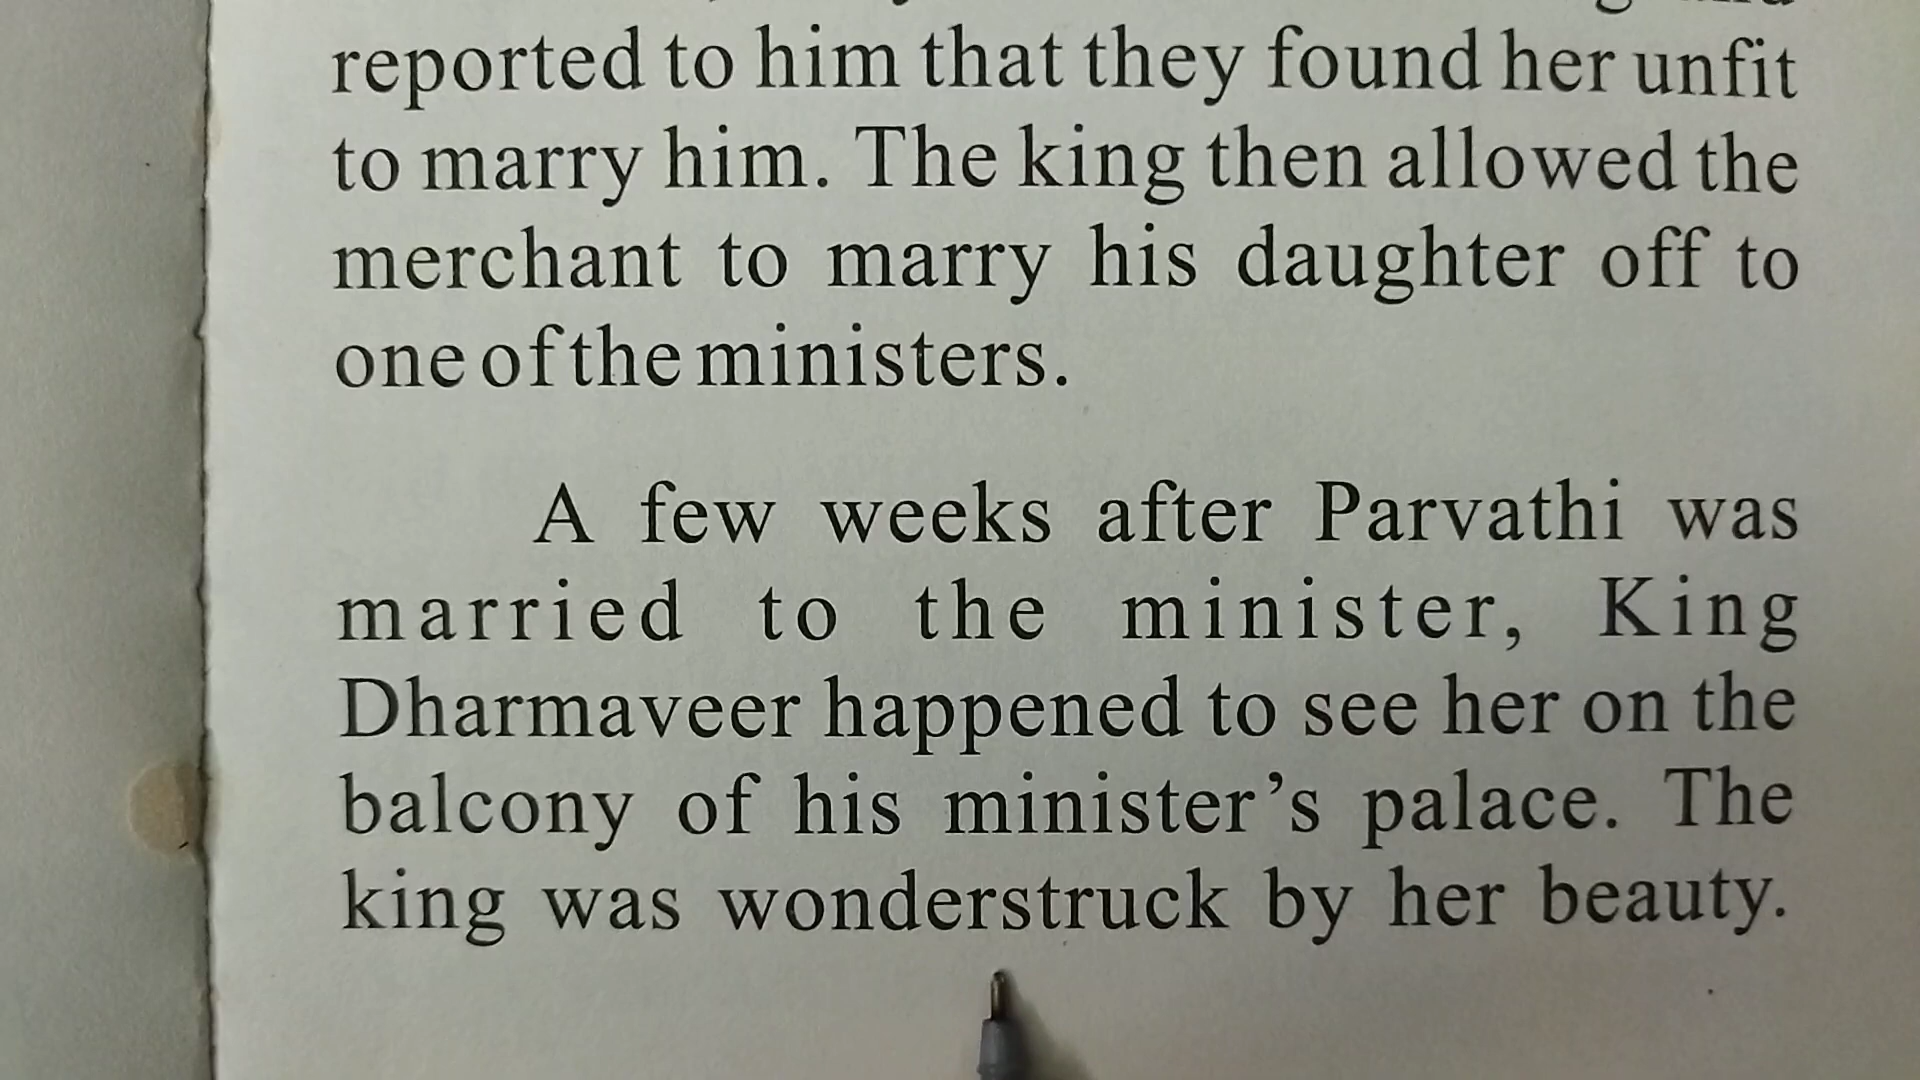 reported to him that they found her unfit
to marry him. The king then allowed the
merchant to marry his daughter off to
one of the ministers.
A few weeks after Parvathi was
married to the minister, King
Dharmaveer happened to see her on the
balcony of his minister’s palace. The
king was wonderstruck by her beauty.